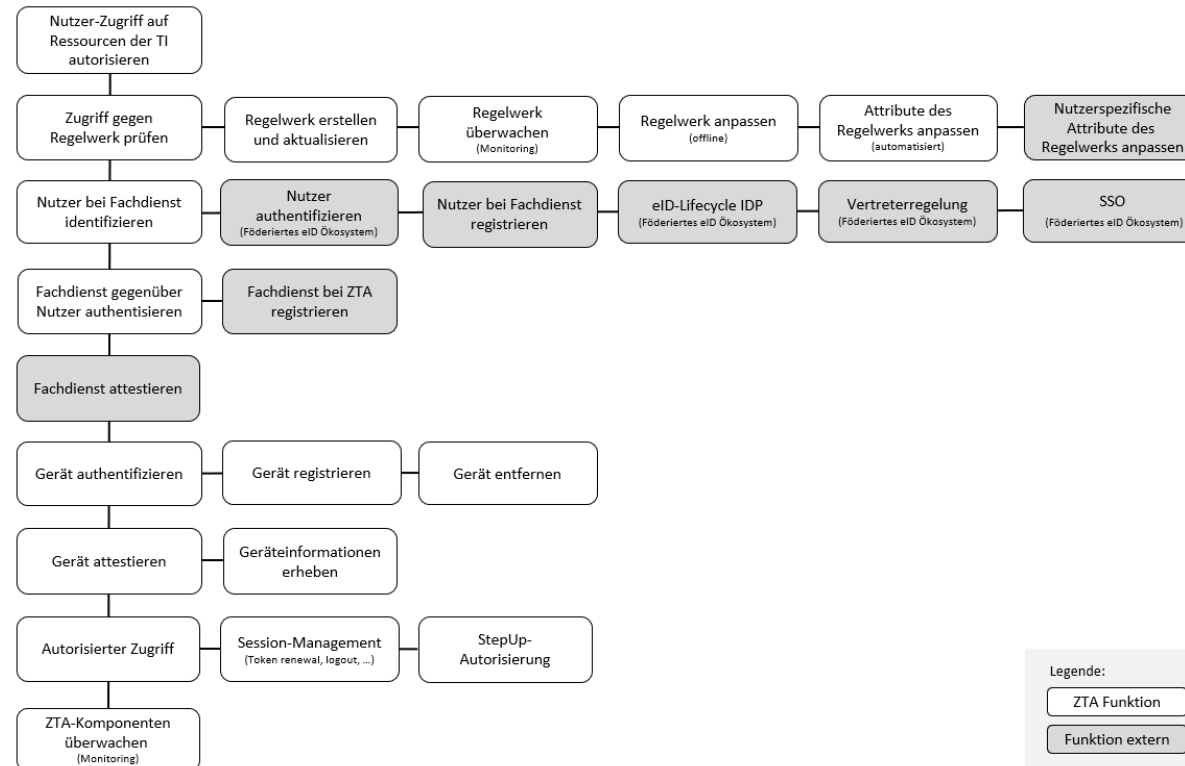 Nutzer-Zugriff auf
Ressourcen der TI
autorisieren
Zugriff gegen
Regelwerk prüfen
Regelwerk erstellen
und aktualisieren
Regelwerk
überwachen
(Monitoring)
Regelwerk anpassen
(offline)
Attribute des
Regelwerks anpassen
(automatisiert)
Nutzerspezifische
Attribute des
Regelwerks anpassen
Nutzer bei Fachdienst
identifizieren
Nutzer
authentifizieren
(Föderiertes eID Ökosystem)
Nutzer bei Fachdienst
registrieren
eID-Lifecycle IDP
(Föderiertes eID Ökosystem)
Vertreterregelung
(Föderiertes eID Ökosystem)
SSO
(Föderiertes eID Ökosystem)
Fachdienst gegenüber
Nutzer authentisieren
Fachdienst bei ZTA
registrieren
Fachdienst attestieren
Gerät authentifizieren
Gerät registrieren
Gerät entfernen
Gerät attestieren
Geräteinformationen
erheben
Autorisierter Zugriff
Session-Management
(Token renewal, logout, ...)
StepUp-
Autorisierung
ZTA-Komponenten
überwachen
(Monitoring)
Legende:
ZTA Funktion
Funktion extern